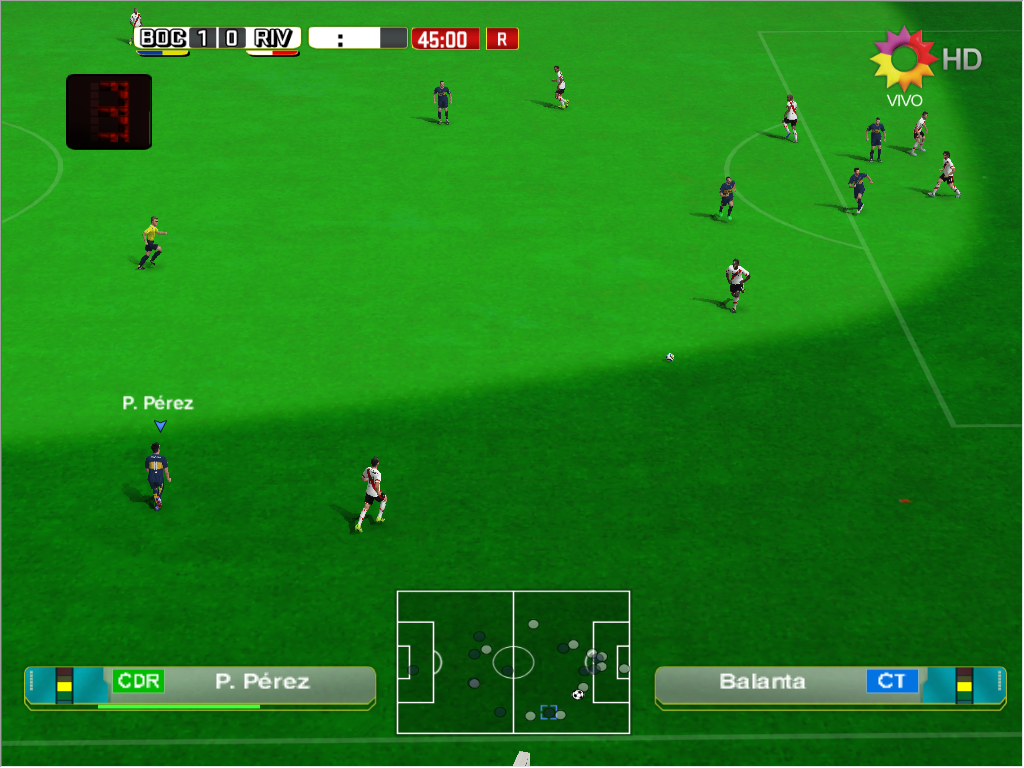 BOC 1 0 RIV : 45:00 R
HD
VIVO
P. Pérez
CDR P. Pérez
Balanta CT